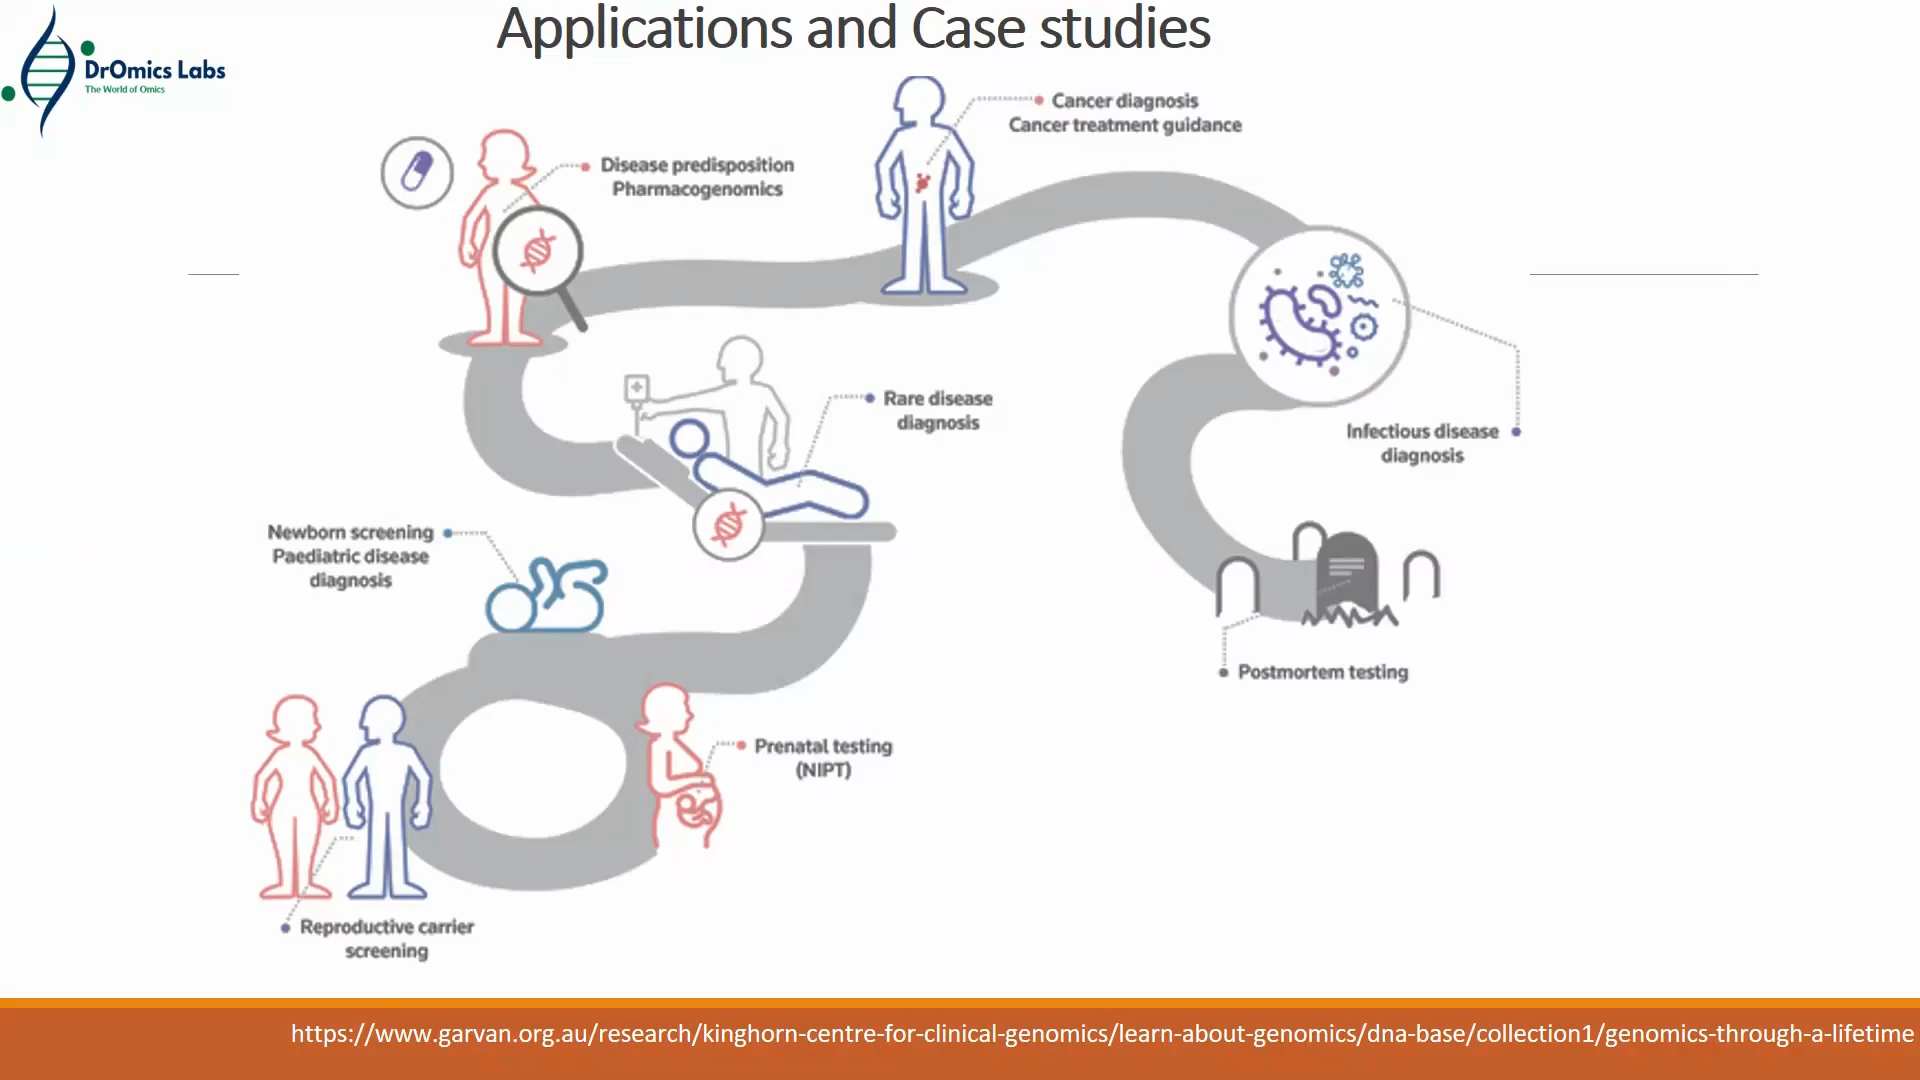 Applications and Case studies
DrOmics Labs
The World of Omics
Cancer diagnosis
Cancer treatment guidance
Disease predisposition
Pharmacogenomics
Rare disease
diagnosis
Infectious disease
diagnosis
Newborn screening
Paediatric disease
diagnosis
Postmortem testing
Prenatal testing
(NIPT)
Reproductive carrier
screening
https://www.garvan.org.au/research/kinghorn-centre-for-clinical-genomics/learn-about-genomics/dna-base/collection1/genomics-through-a-lifetime